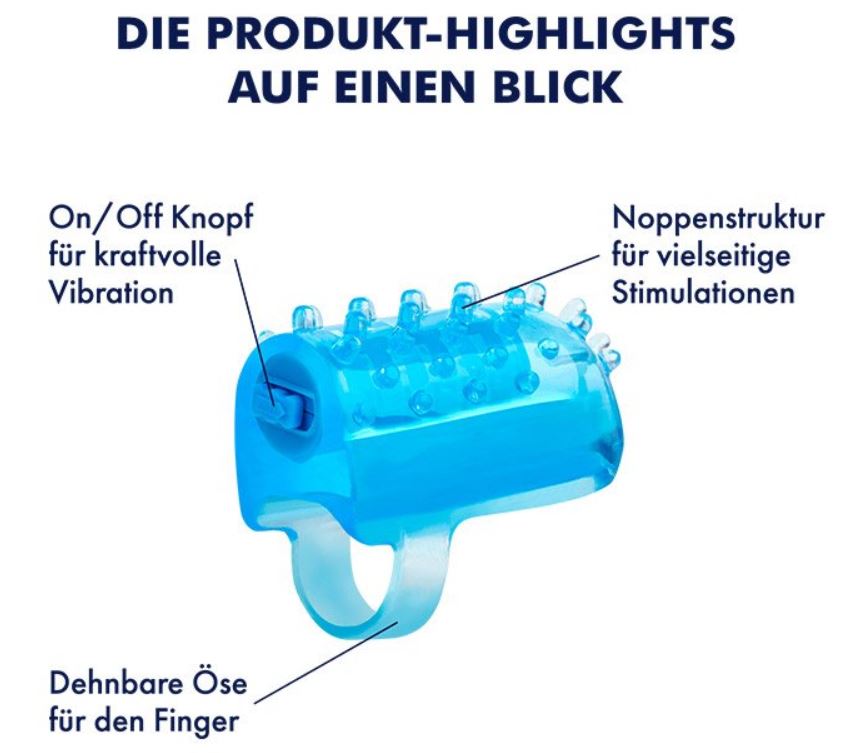 DIE PRODUKT-HIGHLIGHTS
AUF EINEN BLICK
On/Off Knopf
für kraftvolle
Vibration
Noppenstruktur
für vielseitige
Stimulationen
Dehnbare Öse
für den Finger